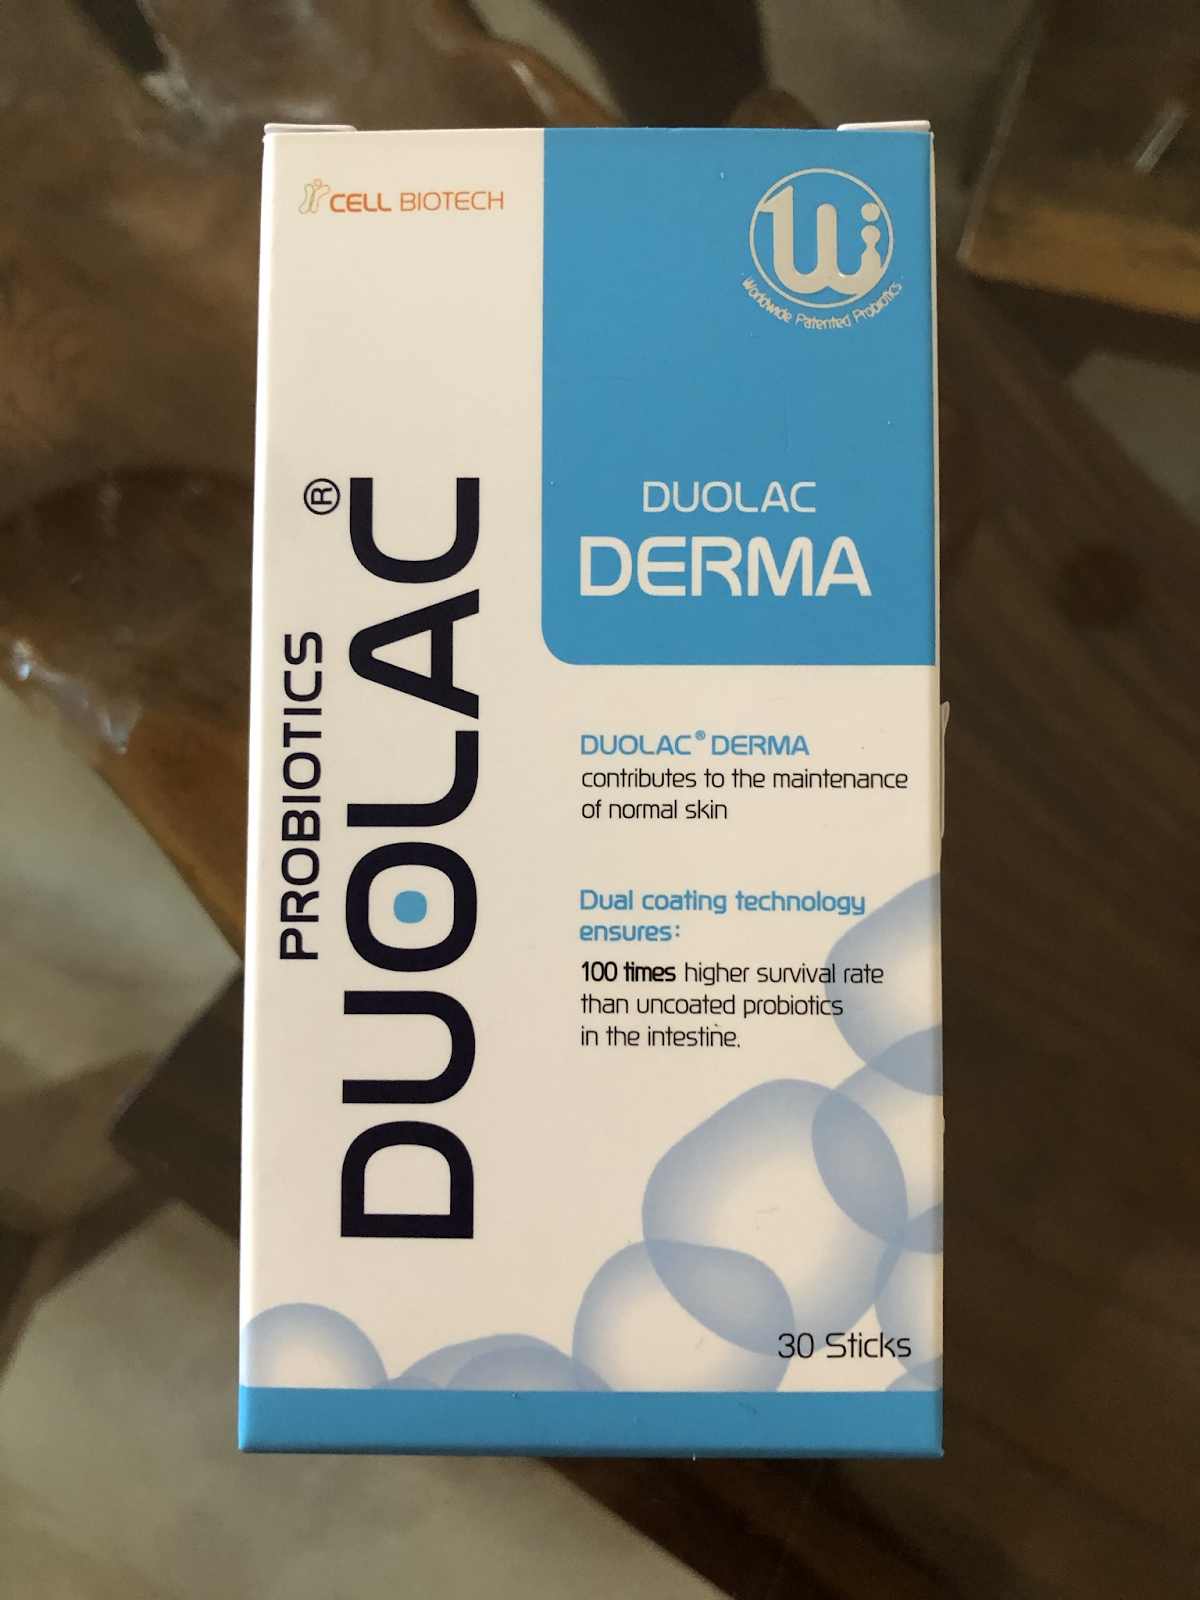 CELL BIOTECH
Wi
Worldwide Patented Probiotics
PROBIOTICS
DUOLAC®
DUOLAC
DERMA
DUOLAC® DERMA
contributes to the maintenance
of normal skin
Dual coating technology
ensures:
100 times higher survival rate
than uncoated probiotics
in the intestine.
30 Sticks